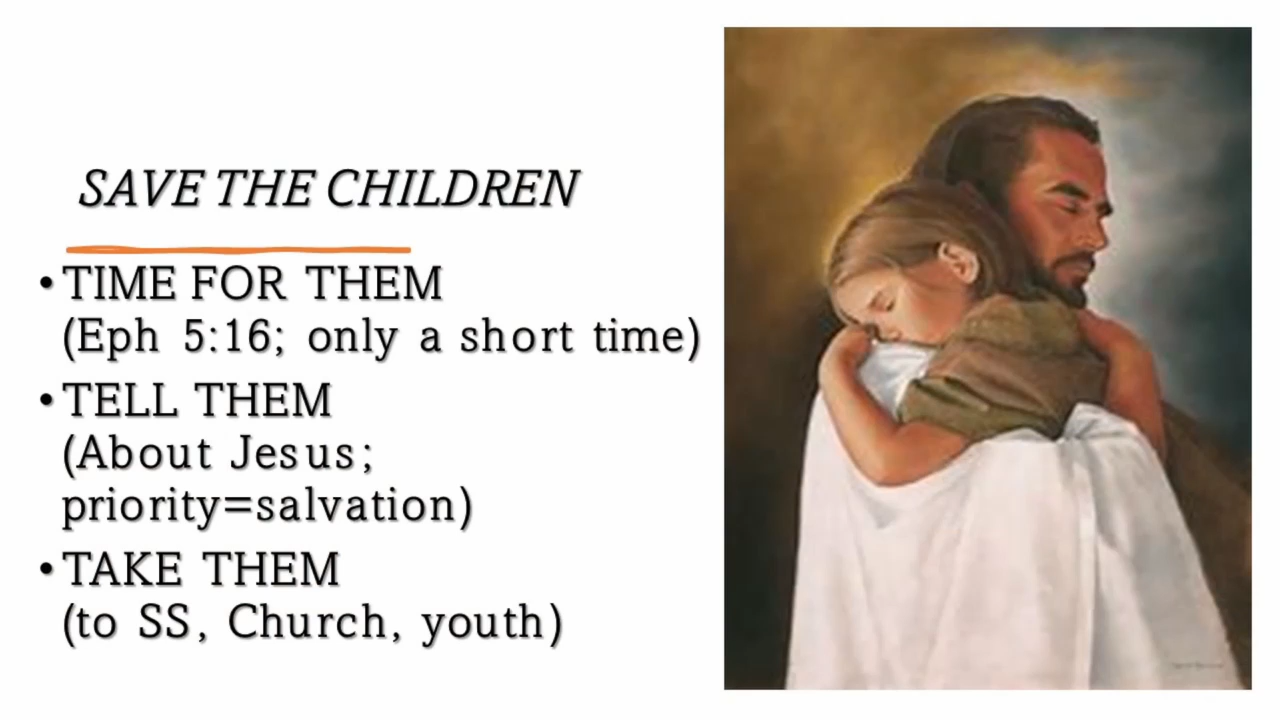 SAVE THE CHILDREN
• TIME FOR THEM
(Eph 5:16; only a short time)
• TELL THEM
(About Jesus;
priority=salvation)
• TAKE THEM
(to SS, Church, youth)